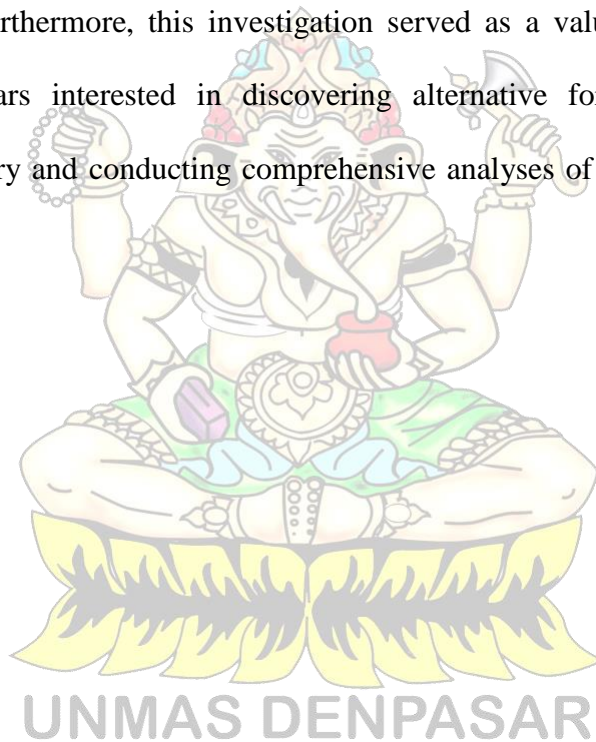 rthermore, this investigation served as a valu
ars interested in discovering alternative for
ry and conducting comprehensive analyses of
UNMAS DENPASAR